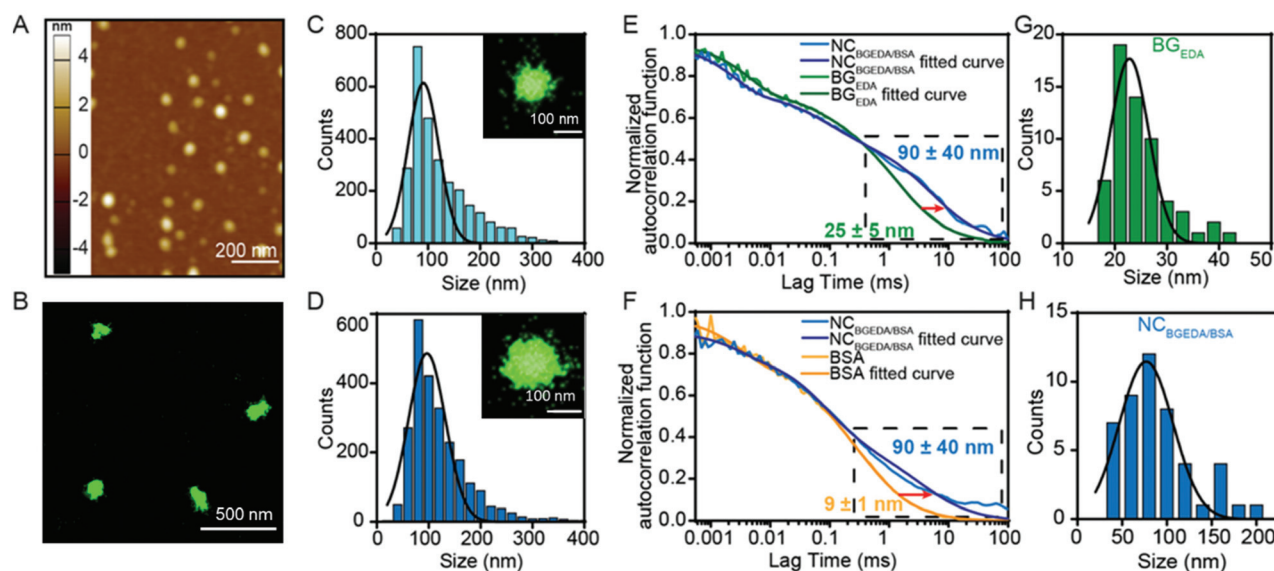 A
nm
4
2
0
-2
-4
200 nm
B
500 nm
C
800
600
400
200
0
Counts
0 100 200 300 400
Size (nm)
100 nm
D
600
400
200
0
Counts
0 100 200 300 400
Size (nm)
100 nm
E
1.0
0.8
0.6
0.4
0.2
0.0
Normalized
autocorrelation function
NC BGEDA/BSA
NC BGEDA/BSA fitted curve
BG EDA
BG EDA fitted curve
90 ± 40 nm
25 ± 5 nm
0.001 0.01 0.1 1 10 100
Lag Time (ms)
F
1.0
0.8
0.6
0.4
0.2
0.0
Normalized
autocorrelation function
NC BGEDA/BSA
NC BGEDA/BSA fitted curve
BSA
BSA fitted curve
90 ± 40 nm
9 ± 1 nm
0.001 0.01 0.1 1 10 100
Lag Time (ms)
G
20
15
10
5
0
Counts
BG EDA
10 20 30 40 50
Size (nm)
H
15
10
5
0
Counts
NC BGEDA/BSA
0 50 100 150 200
Size (nm)